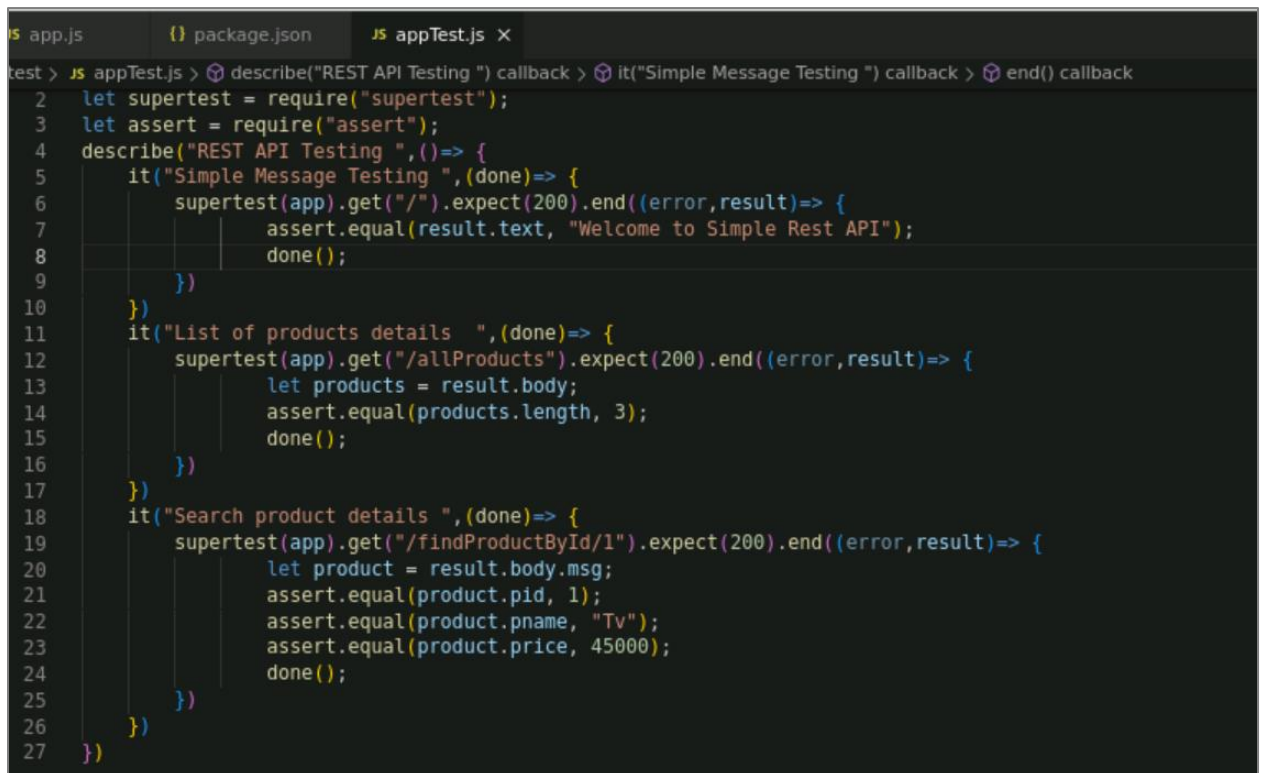 JS app.js {} package.json JS appTest.js ×
test > JS appTest.js > describe("REST API Testing ") callback > it("Simple Message Testing ") callback > end() callback
2 let supertest = require("supertest");
3 let assert = require("assert");
4 describe("REST API Testing ",()=> {
5 it("Simple Message Testing ",(done)=> {
6 supertest(app).get("/").expect(200).end((error,result)=> {
7 assert.equal(result.text, "Welcome to Simple Rest API");
8 done();
9 })
10 })
11 it("List of products details  ",(done)=> {
12 supertest(app).get("/allProducts").expect(200).end((error,result)=> {
13 let products = result.body;
14 assert.equal(products.length, 3);
15 done();
16 })
17 })
18 it("Search product details ",(done)=> {
19 supertest(app).get("/findProductById/1").expect(200).end((error,result)=> {
20 let product = result.body.msg;
21 assert.equal(product.pid, 1);
22 assert.equal(product.pname, "Tv");
23 assert.equal(product.price, 45000);
24 done();
25 })
26 })
27 })